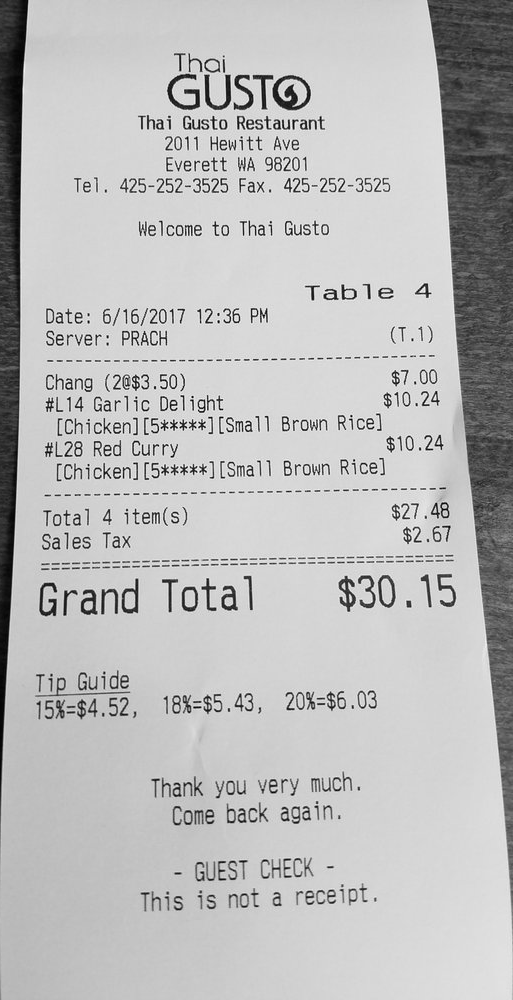 Thai
GUSTO
Thai Gusto Restaurant
2011 Hewitt Ave
Everett WA 98201
Tel. 425-252-3525 Fax. 425-252-3525
Welcome to Thai Gusto
Table 4
Date: 6/16/2017 12:36 PM
Server: PRACH (T.1)
Chang (2@$3.50) $7.00
#L14 Garlic Delight $10.24
[Chicken][5*****][Small Brown Rice]
#L28 Red Curry $10.24
[Chicken][5*****][Small Brown Rice]
Total 4 item(s) $27.48
Sales Tax $2.67
Grand Total $30.15
Tip Guide
15%=$4.52, 18%=$5.43, 20%=$6.03
Thank you very much.
Come back again.
- GUEST CHECK -
This is not a receipt.